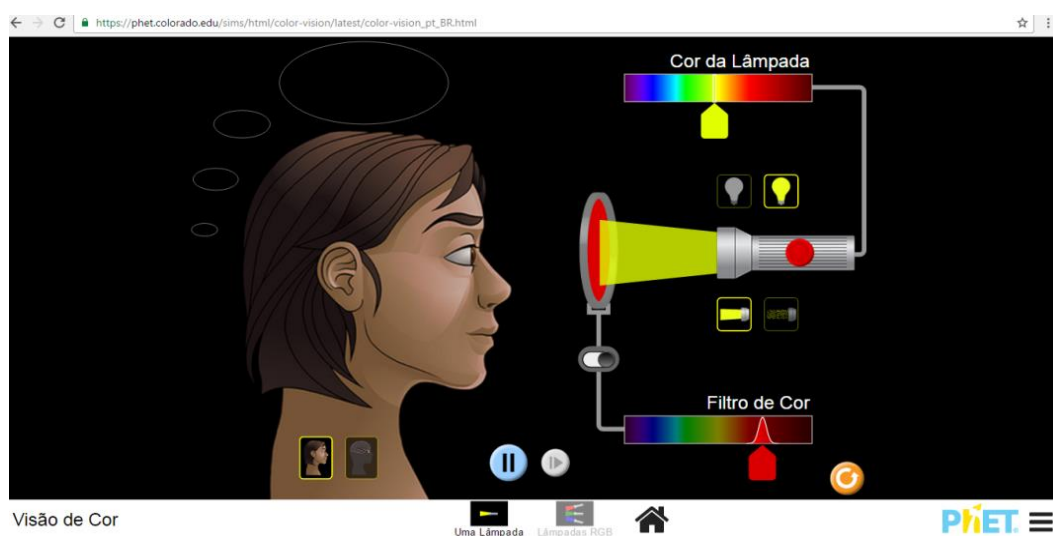 https://phet.colorado.edu/sims/html/color-vision/latest/color-vision_pt_BR.html
Cor da Lâmpada
Filtro de Cor
Visão de Cor
Uma Lâmpada
Lâmpadas RGB
PhET